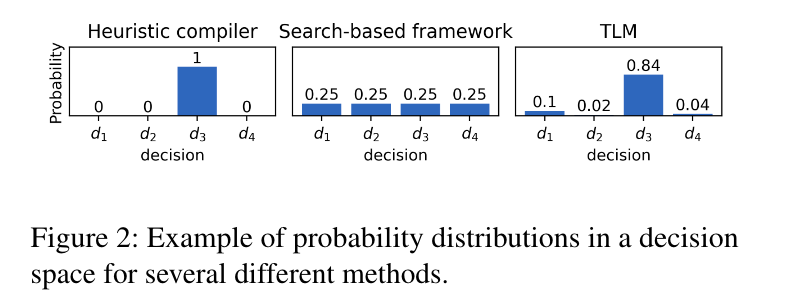 Heuristic compiler Search-based framework TLM
Probability
0 0 1 0
0.25 0.25 0.25 0.25
0.1 0.02 0.84 0.04
d₁ d₂ d₃ d₄ d₁ d₂ d₃ d₄ d₁ d₂ d₃ d₄
decision decision decision
Figure 2: Example of probability distributions in a decision
space for several different methods.